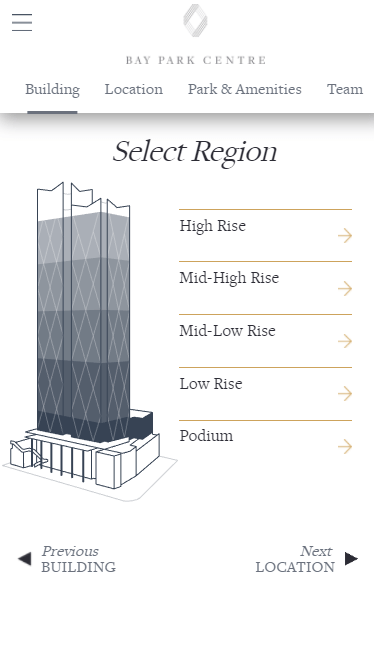 BAY PARK CENTRE
Building Location Park & Amenities Team
Select Region
High Rise
Mid-High Rise
Mid-Low Rise
Low Rise
Podium
Previous Next
BUILDING LOCATION